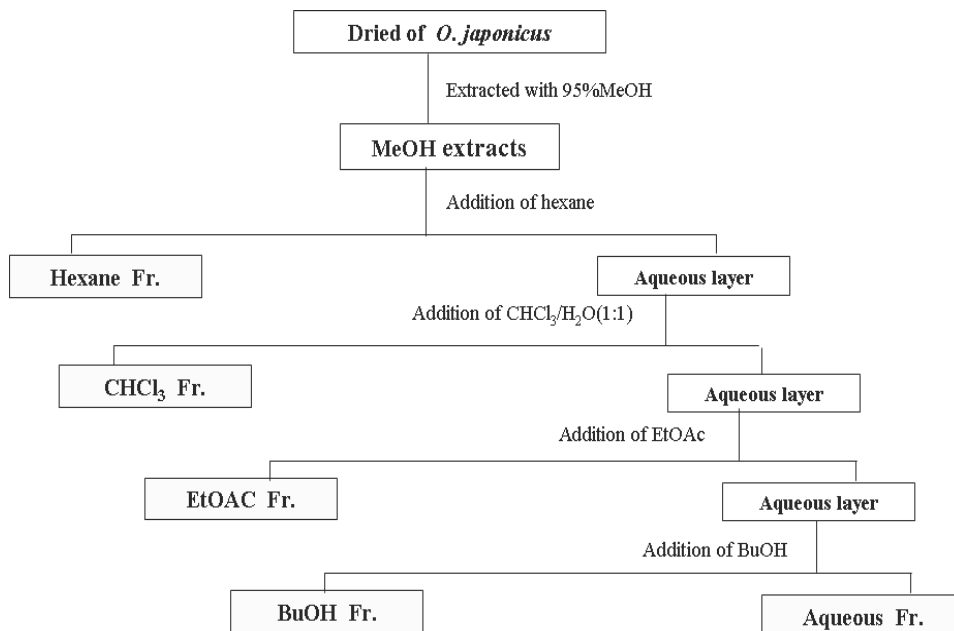 Dried of O. japonicus
Extracted with 95%MeOH
MeOH extracts
Addition of hexane
Hexane Fr.
Aqueous layer
Addition of CHCl₃/H₂O(1:1)
CHCl₃ Fr.
Aqueous layer
Addition of EtOAc
EtOAC Fr.
Aqueous layer
Addition of BuOH
BuOH Fr.
Aqueous Fr.